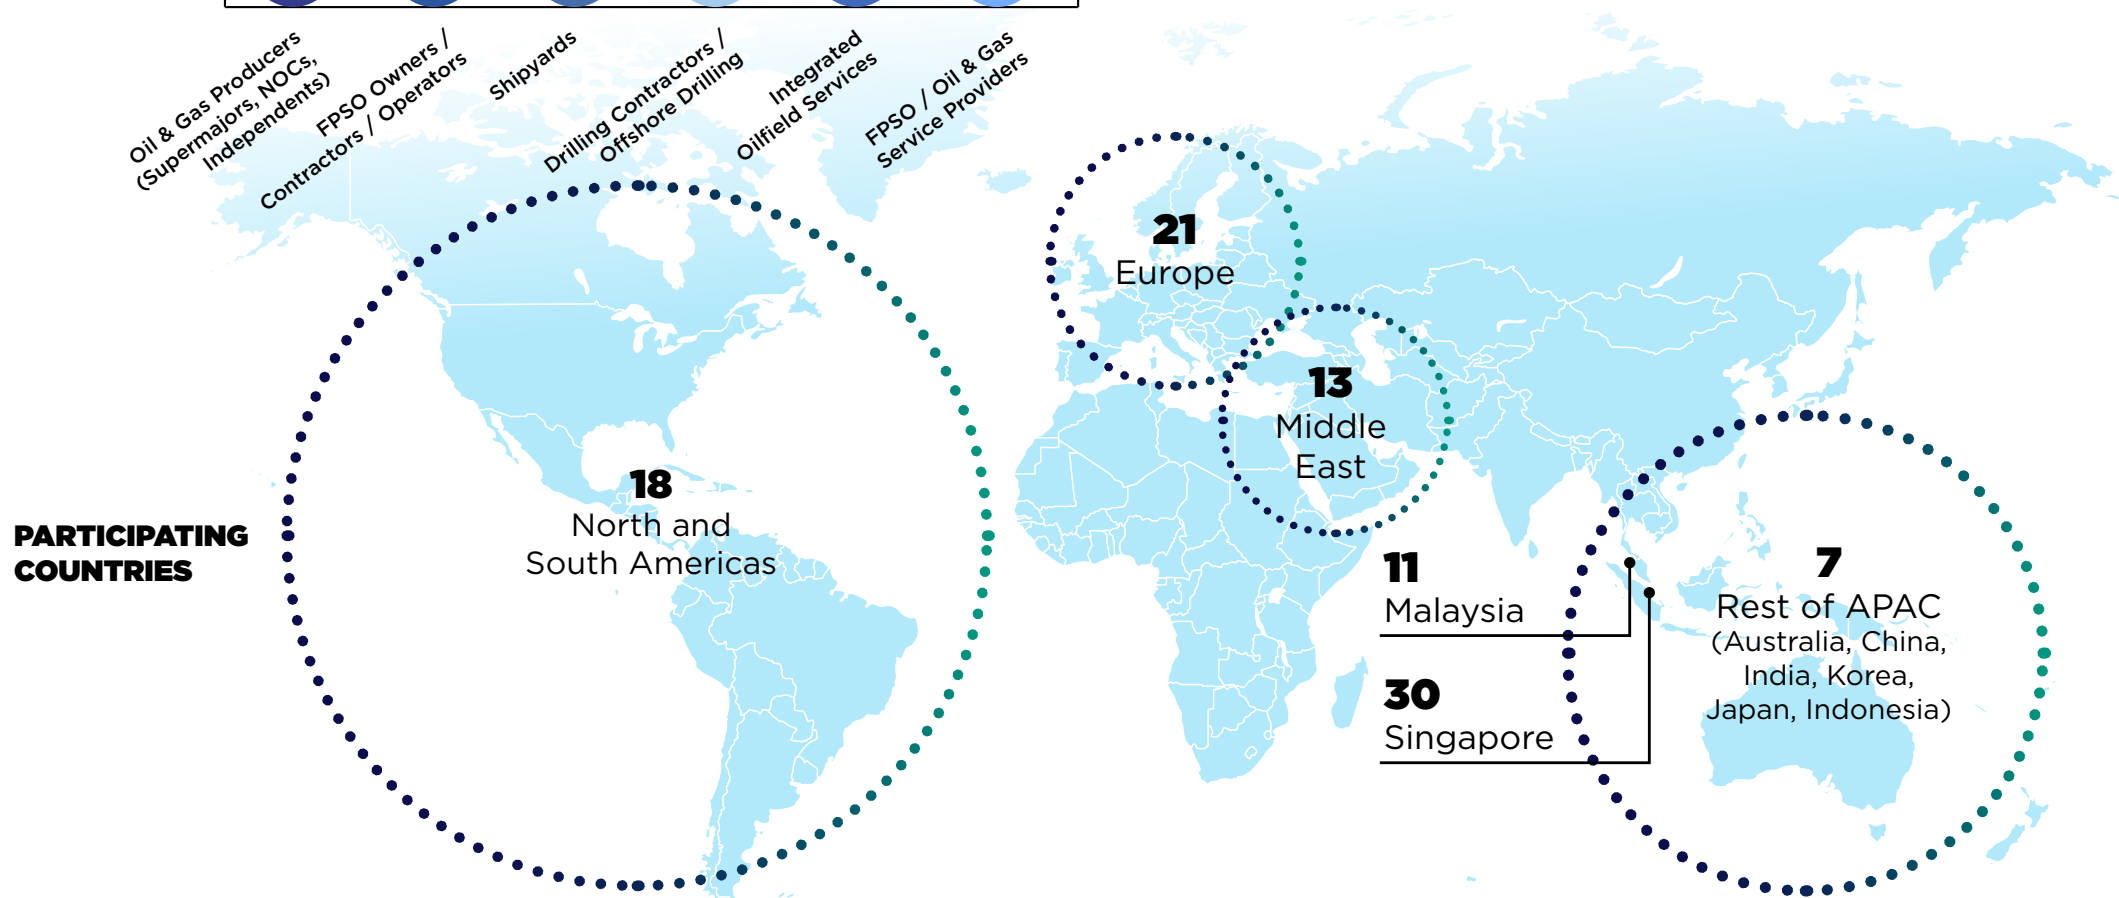 Oil & Gas Producers
(Supermajors, NOCs,
Independents)
FPSO Owners /
Contractors / Operators
Shipyards
Drilling Contractors /
Offshore Drilling
Integrated
Oilfield Services
FPSO / Oil & Gas
Service Providers
21
Europe
13
Middle
East
18
North and
South Americas
PARTICIPATING
COUNTRIES
11
Malaysia
30
Singapore
7
Rest of APAC
(Australia, China,
India, Korea,
Japan, Indonesia)